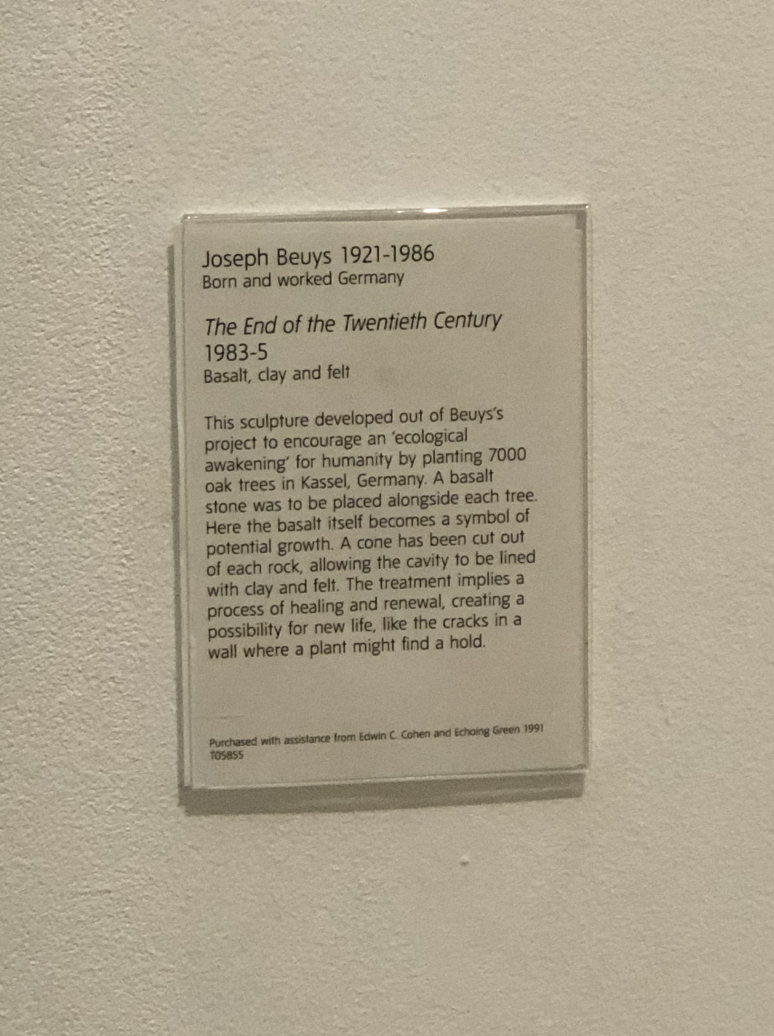 Joseph Beuys 1921-1986
Born and worked Germany
The End of the Twentieth Century
1983-5
Basalt, clay and felt
This sculpture developed out of Beuys's
project to encourage an 'ecological
awakening' for humanity by planting 7000
oak trees in Kassel, Germany. A basalt
stone was to be placed alongside each tree.
Here the basalt itself becomes a symbol of
potential growth. A cone has been cut out
of each rock, allowing the cavity to be lined
with clay and felt. The treatment implies a
process of healing and renewal, creating a
possibility for new life, like the cracks in a
wall where a plant might find a hold.
Purchased with assistance from Edwin C. Cohen and Echoing Green 1991
T05855